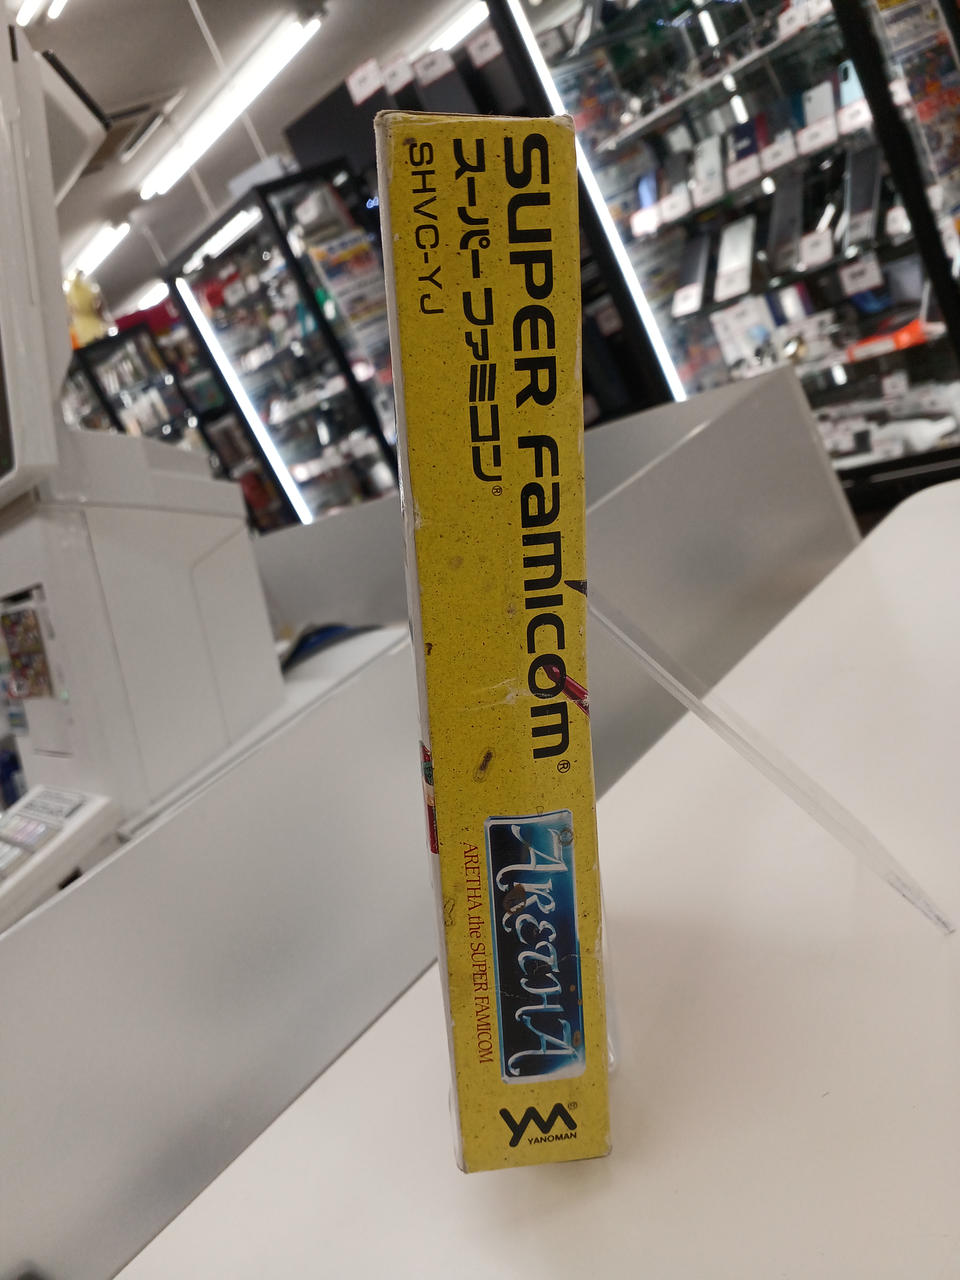 SUPER FAMICOM®
スーパーファミコン®
SHVC-YJ
ARETHA
ARETHA the SUPER FAMICOM
YM®
YANOMAN